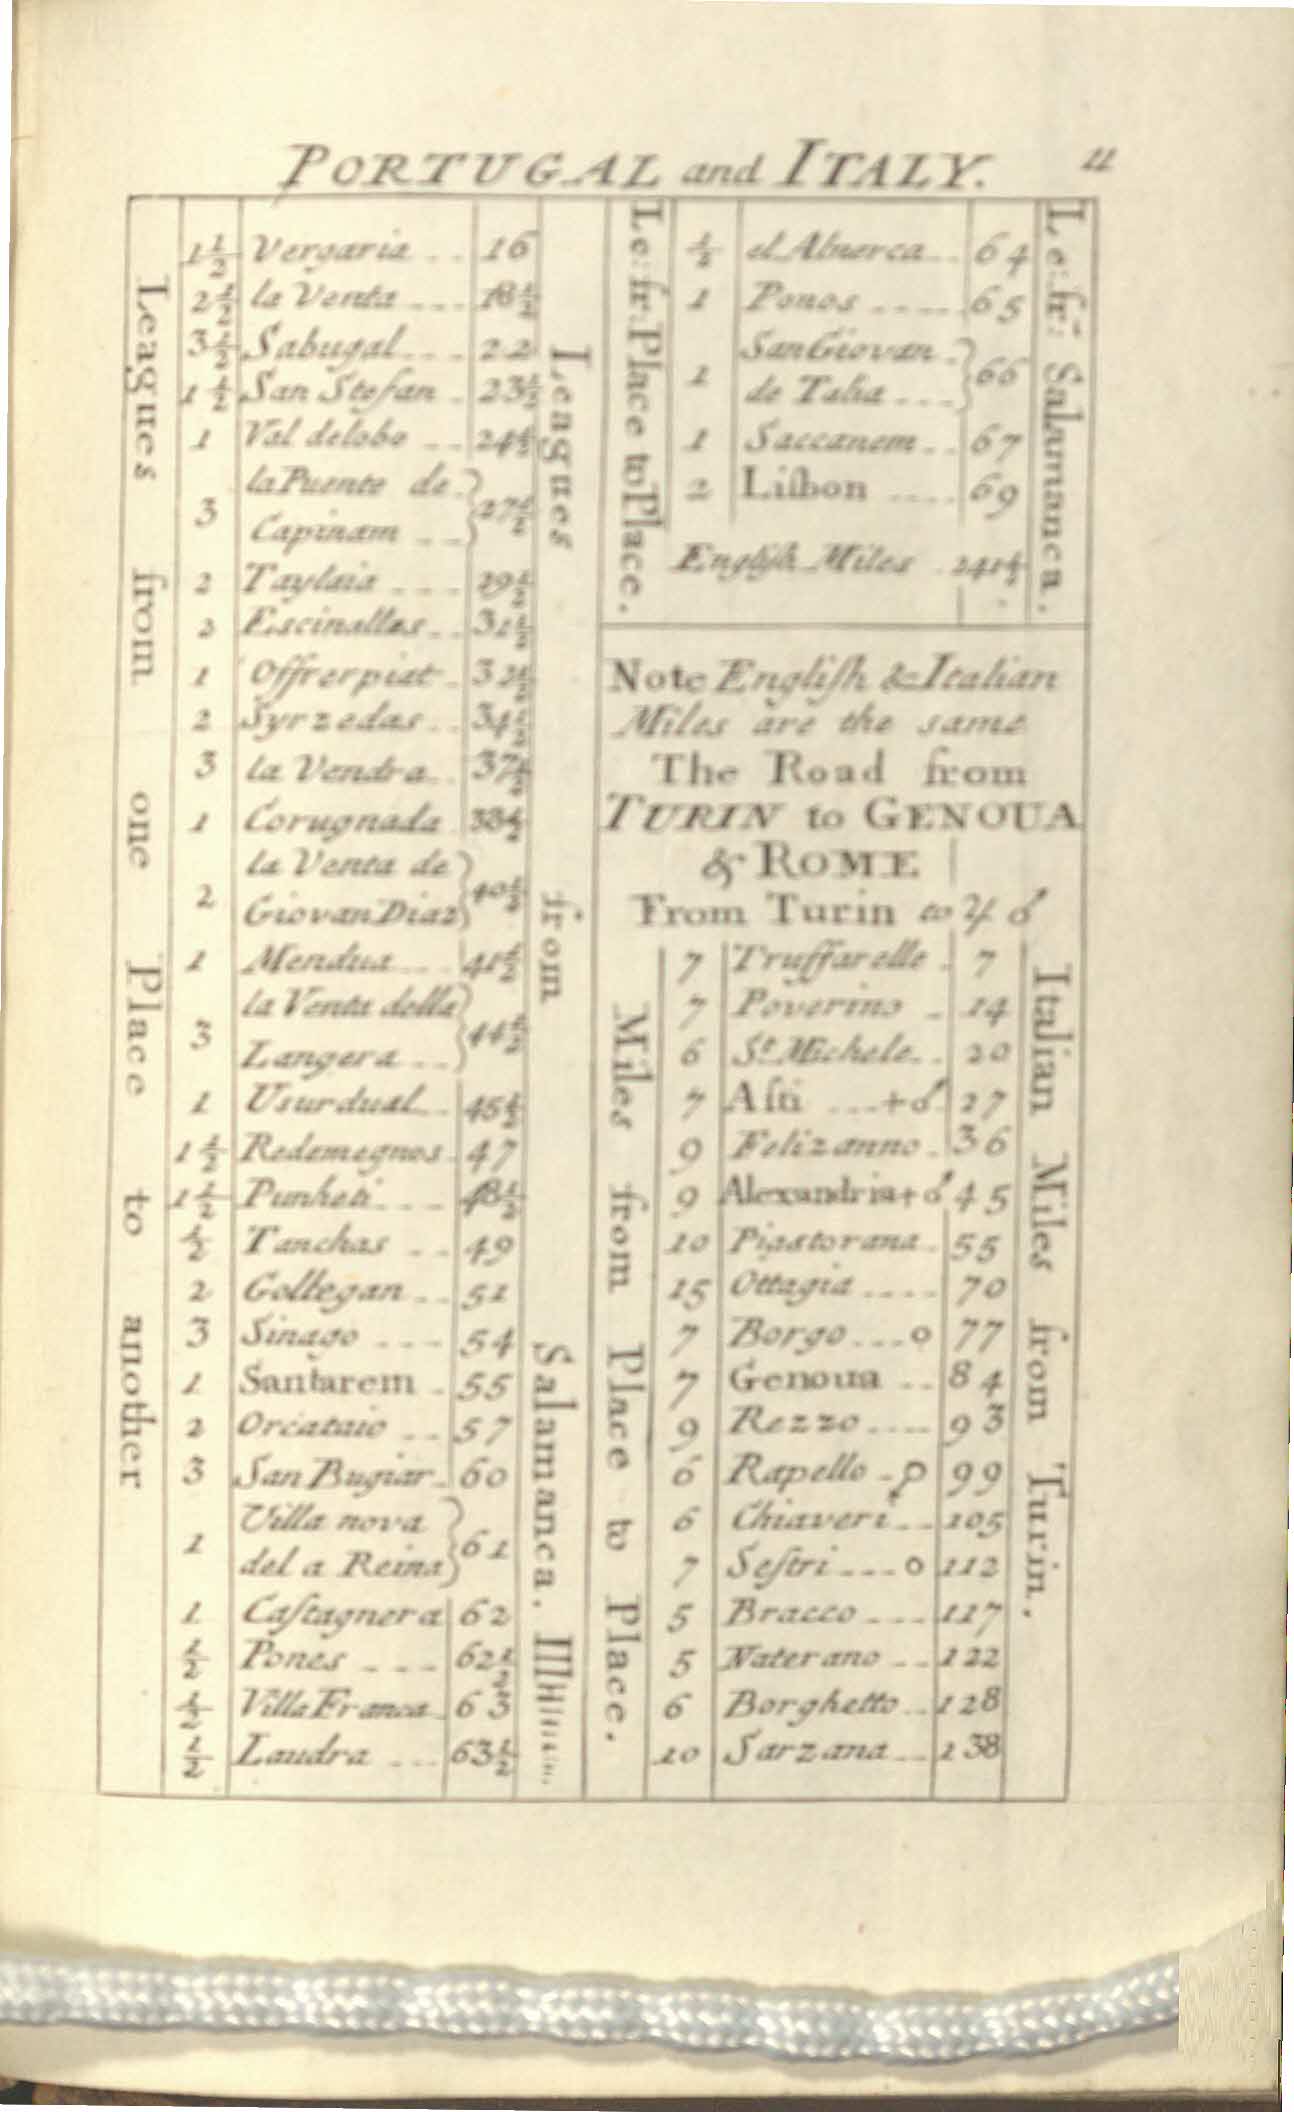 PORTUGAL and ITALY. 11
Leagues from one Place to another
1½ Vergaria .. 16
2½ la Venta ... 18½
3½ Sabugal ... 22
1½ San Stefan . 23½
1 Val delobo .. 24½
la Puente de
3 Capinam .. } 27½
2 Taylaia ... 29½
2 Escinallas .. 31½
1 Offrerpiat . 32½
2 Syrzedas .. 34½
3 la Vendra .. 37½
1 Corugnada . 38½
la Venta de
2 Giovan Diaz } 40½
1 Mendua ... 41½
la Venta della
3 Langera ... } 44½
1 Usurdual .. 45½
1½ Redemegnos . 47
1½ Punheti ... 48½
½ Tanchas .. 49
2 Gollegan .. 51
3 Sinago ... 54
1 Santarem . 55
2 Orcataio .. 57
3 San Bugiar . 60
Villa nova
1 del a Reina } 61
1 Caſtagnera 62
½ Pones ... 62½
½ Villa Franca . 63
½ Landra ... 63½
Leagues from Salamanca.
Le: fr: Place to Place.
½ el Alnerca .. 64
1 Ponos ..... 65
San Giovan
1 de Talia ... } 66
1 Saccanem .. 67
2 Liſbon .... 69
Engliſh Miles . 241½
Le: fr: Salamanca.
Note Engliſh & Italian
Miles are the same
The Road from
TURIN to GENOUA
& ROME
From Turin to ♃ ♂
Miles from Place to Place.
7 Truffarelle . 7
7 Poverino . 14
6 St. Michele .. 20
7 Aſti ... + ♂ 27
9 Felizanno . 36
9 Alexandria + ♂ 45
10 Piastorana . 55
15 Ottagia .... 70
7 Borgo ... o 77
7 Genoua .. 84
9 Rezzo .... 93
6 Rapello . 99
6 Chiaveri .. 105
7 Seſtri ... o 112
5 Bracco ... 117
5 Naterano .. 122
6 Borghetto .. 128
10 Sarzana .. 138
Italian Miles from Turin.